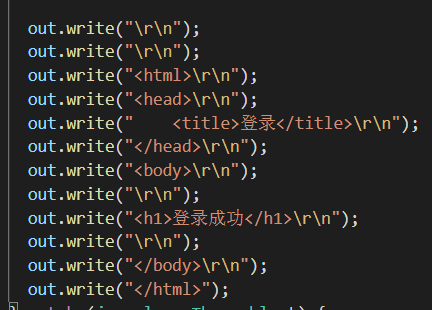 out.write("\r\n");
out.write("\r\n");
out.write("<html>\r\n");
out.write("<head>\r\n");
out.write("    <title>登录</title>\r\n");
out.write("</head>\r\n");
out.write("<body>\r\n");
out.write("\r\n");
out.write("<h1>登录成功</h1>\r\n");
out.write("\r\n");
out.write("</body>\r\n");
out.write("</html>");